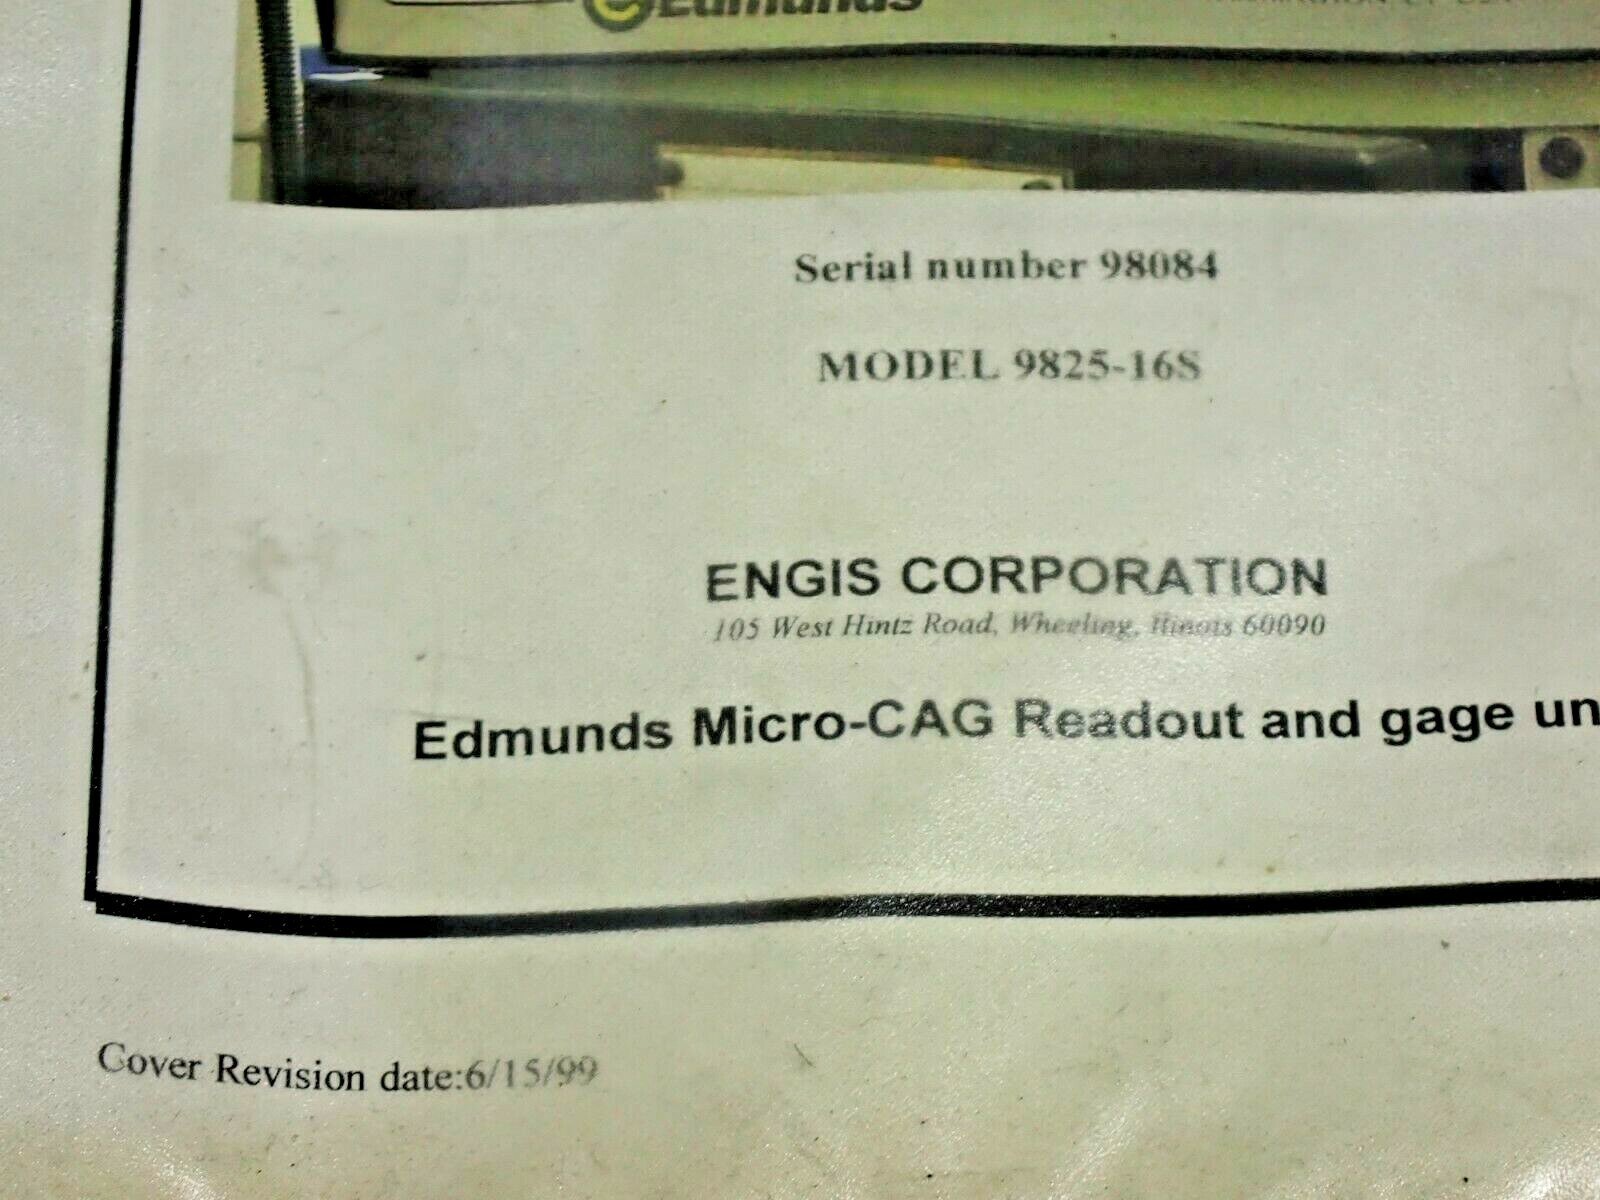 Edmunds
Serial number 98084
MODEL 9825-16S
ENGIS CORPORATION
105 West Hintz Road, Wheeling, Ilinois 60090
Edmunds Micro-CAG Readout and gage un
Cover Revision date:6/15/99